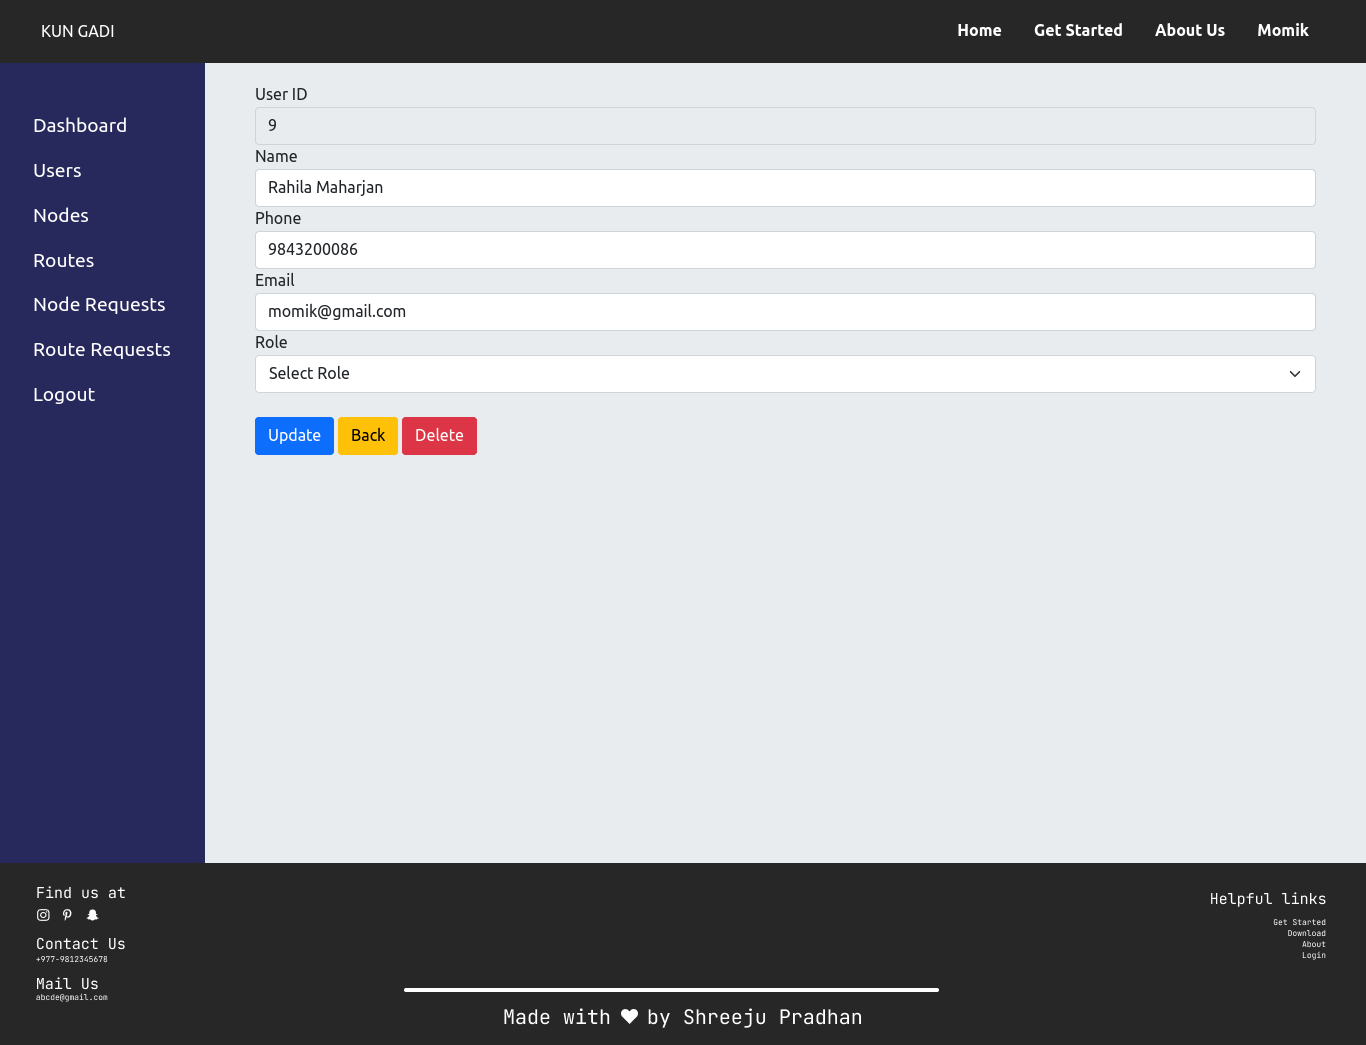 KUN GADI
Home Get Started About Us Momik
Dashboard
Users
Nodes
Routes
Node Requests
Route Requests
Logout
User ID
9
Name
Rahila Maharjan
Phone
9843200086
Email
momik@gmail.com
Role
Select Role
Update Back Delete
Find us at
Contact Us
+977-9812345678
Mail Us
abcde@gmail.com
Helpful links
Get Started
Download
About
Login
Made with ♥ by Shreeju Pradhan